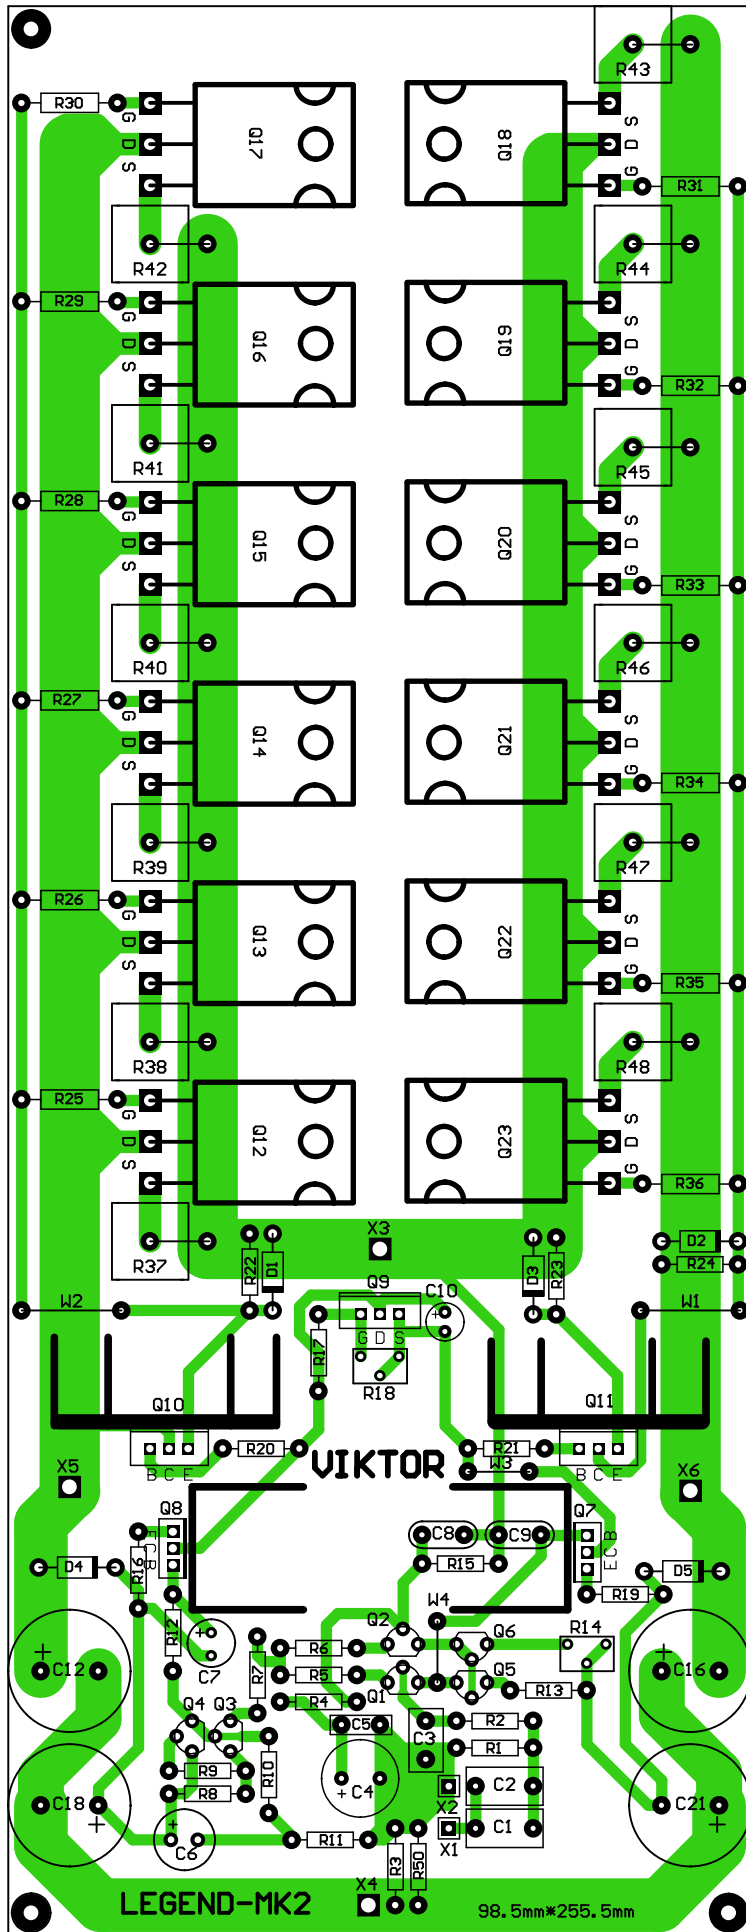 R43
R30
G
D
S
Q17
Q18
S
D
G
R31
R42
R44
R29
G
D
S
Q16
Q19
S
D
G
R32
R41
R45
R28
G
D
S
Q15
Q20
S
D
G
R33
R40
R46
R27
G
D
S
Q14
Q21
S
D
G
R34
R39
R47
R26
G
D
S
Q13
Q22
S
D
G
R35
R38
R48
R25
G
D
S
Q12
Q23
S
D
G
R36
R37
R22
D1
X3
D3
R23
D2
R24
W2
Q9
C10
+
W1
R17
G D S
R18
Q10
Q11
R20
VIKTOR
R21
W3
B C E
B C E
X5
X6
Q8
E
C
B
C8
C9
Q7
B
C
E
D4
R16
R15
D5
R19
R12
+
C7
R7
R6
Q2
W4
Q6
R14
+
C12
R5
Q1
Q5
C16
+
R4
R13
Q4
Q3
C5
C3
R2
R1
R9
R10
R8
+
C4
X2
C2
C18
+
C21
+
+
C6
R11
X1
C1
R3
R50
X4
LEGEND-MK2
98.5mm*255.5mm